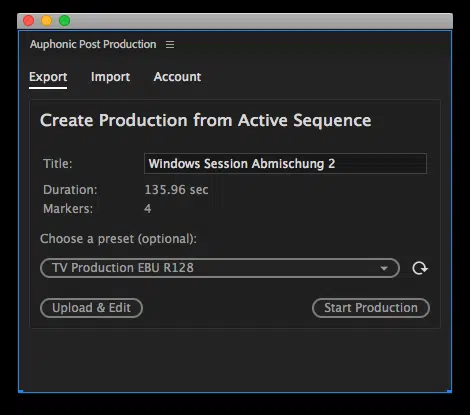 Auphonic Post Production
Export Import Account
Create Production from Active Sequence
Title: Windows Session Abmischung 2
Duration: 135.96 sec
Markers: 4
Choose a preset (optional):
TV Production EBU R128
Upload & Edit Start Production